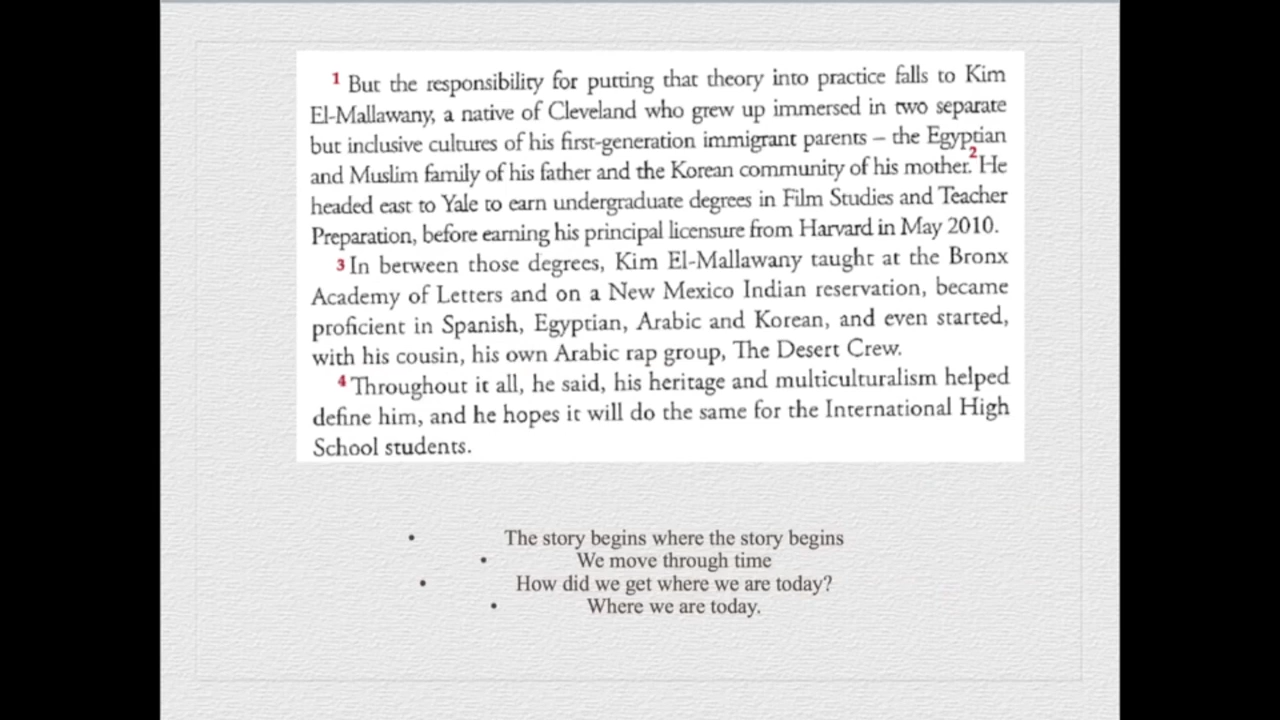 1 But the responsibility for putting that theory into practice falls to Kim
El-Mallawany, a native of Cleveland who grew up immersed in two separate
but inclusive cultures of his first-generation immigrant parents – the Egyptian
and Muslim family of his father and the Korean community of his mother. 2 He
headed east to Yale to earn undergraduate degrees in Film Studies and Teacher
Preparation, before earning his principal licensure from Harvard in May 2010.
3 In between those degrees, Kim El-Mallawany taught at the Bronx
Academy of Letters and on a New Mexico Indian reservation, became
proficient in Spanish, Egyptian, Arabic and Korean, and even started,
with his cousin, his own Arabic rap group, The Desert Crew.
4 Throughout it all, he said, his heritage and multiculturalism helped
define him, and he hopes it will do the same for the International High
School students.
• The story begins where the story begins
• We move through time
• How did we get where we are today?
• Where we are today.